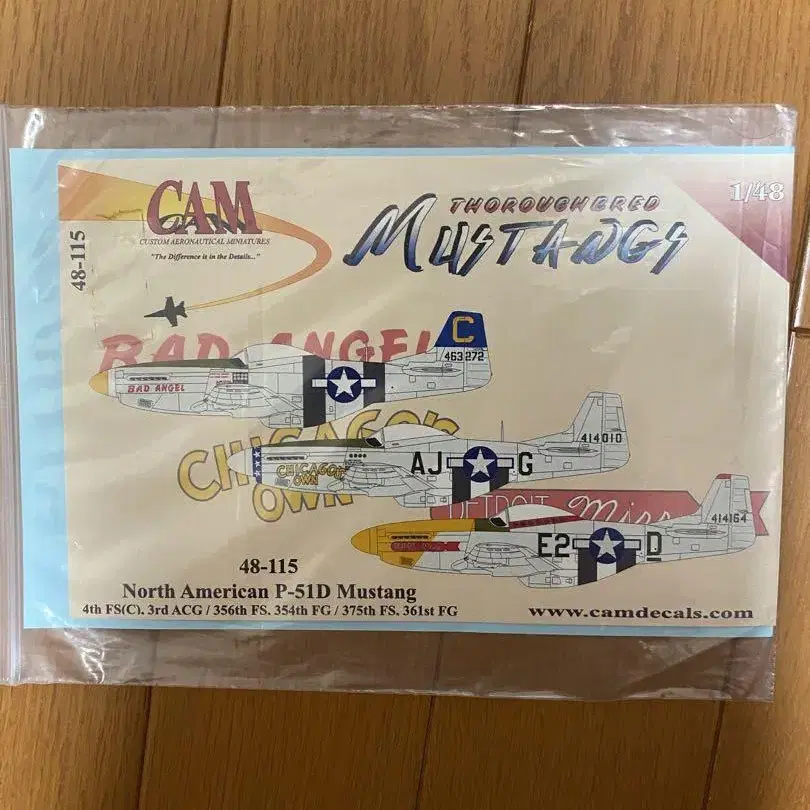 CAM
CUSTOM AERONAUTICAL MINIATURES
"The Difference is in the Details..."
48-115
THOROUGHBRED
MUSTANGS
1/48
BAD ANGEL
C
463272
BAD ANGEL
CHICAGO'S
OWN
414010
CHICAGO'S
OWN
AJ
G
DETROIT Miss
414164
E2
D
48-115
North American P-51D Mustang
4th FS(C). 3rd ACG / 356th FS. 354th FG / 375th FS. 361st FG
www.camdecals.com